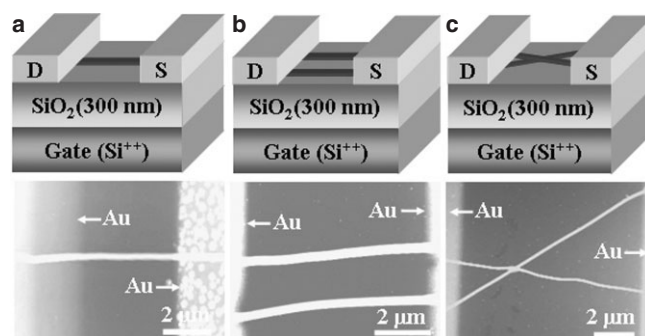 a
D
S
SiO₂(300 nm)
Gate (Si⁺⁺)
b
D
S
SiO₂(300 nm)
Gate (Si⁺⁺)
c
D
S
SiO₂(300 nm)
Gate (Si⁺⁺)
Au
Au
2 μm
Au
Au
2 μm
Au
Au
2 μm